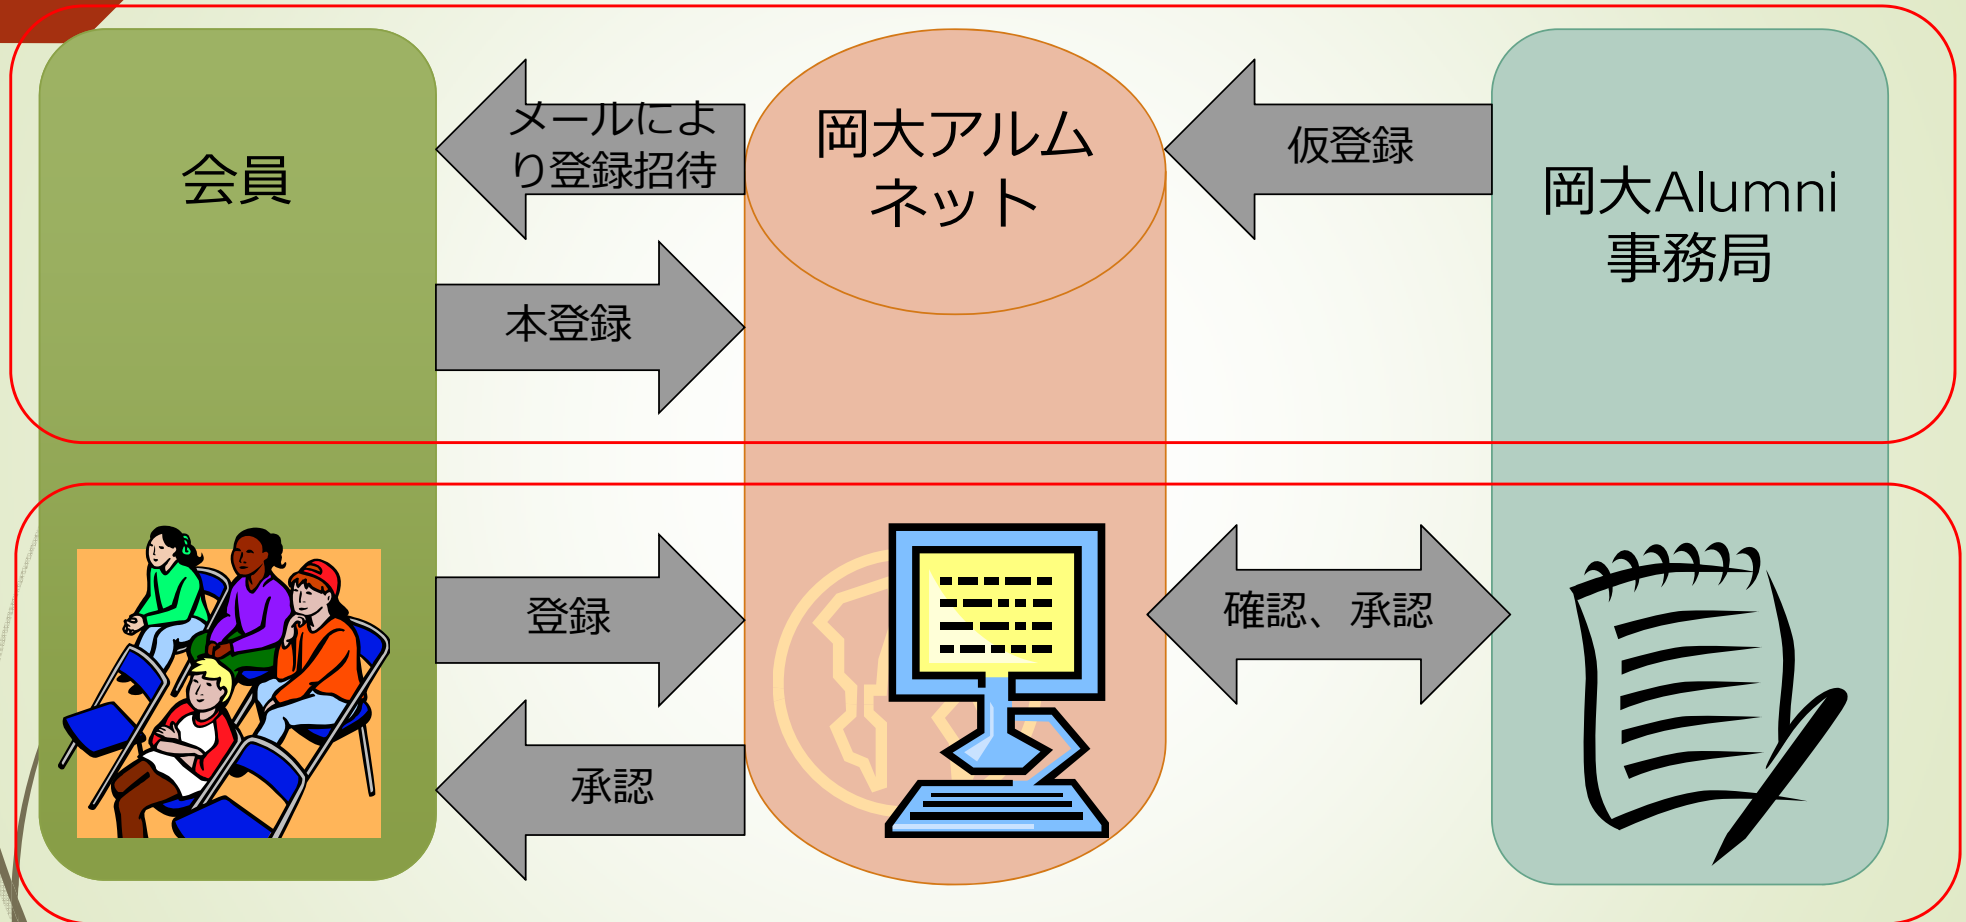 会員
メールによ
り登録招待
岡大アルム
ネット
仮登録
岡大Alumni
事務局
本登録
登録
確認、承認
承認